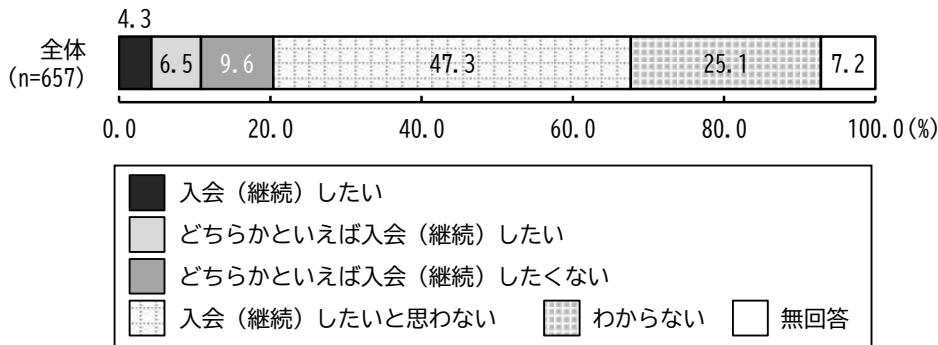 4.3
全体
(n=657)
6.5 9.6 47.3 25.1 7.2
0.0 20.0 40.0 60.0 80.0 100.0(%)
入会（継続）したい
どちらかといえば入会（継続）したい
どちらかといえば入会（継続）したくない
入会（継続）したいと思わない わからない 無回答